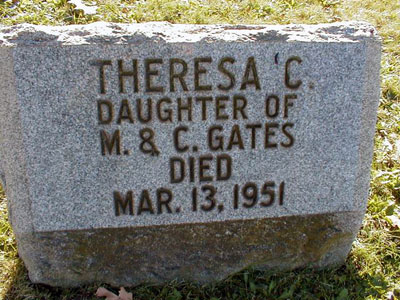 THERESA C.
DAUGHTER OF
M. & C. GATES
DIED
MAR. 13, 1951